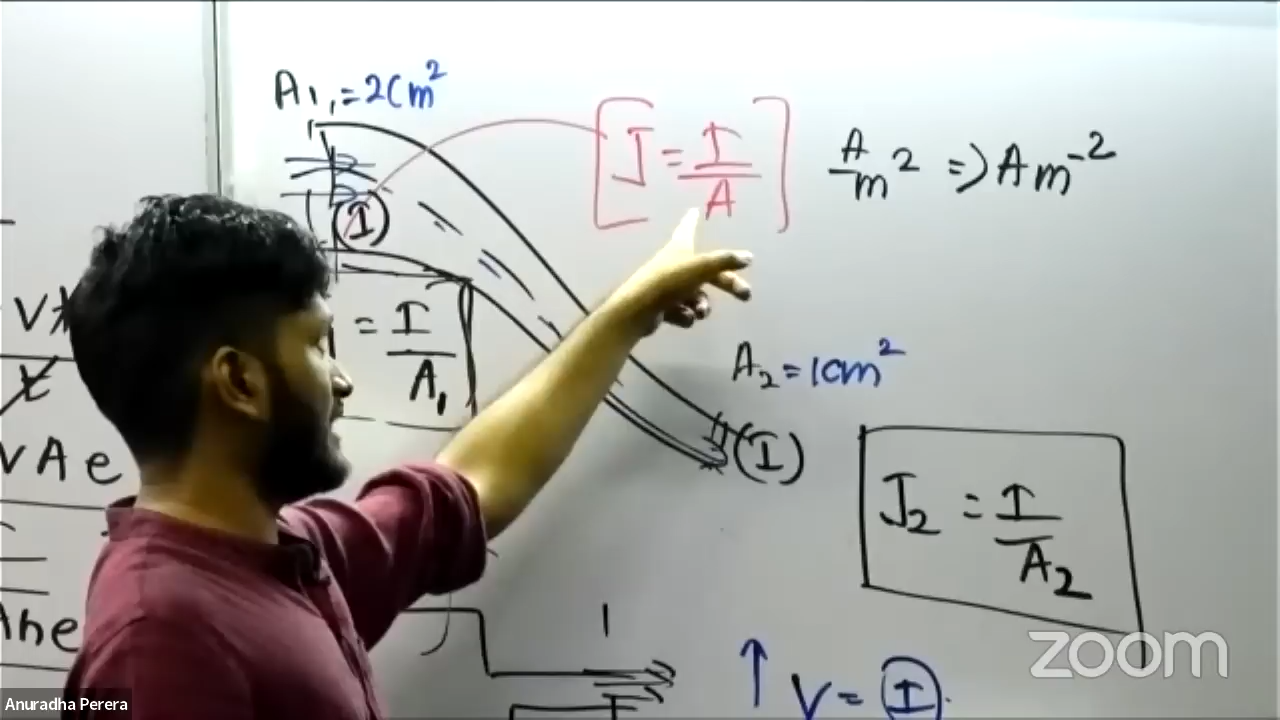 A₁ = 2cm²
J = I/A
A/m² => Am⁻²
(I)
= I/A₁
A₂ = 1cm²
(I)
J₂ = I/A₂
VAe
Ahe
V = I
zoom
Anuradha Perera